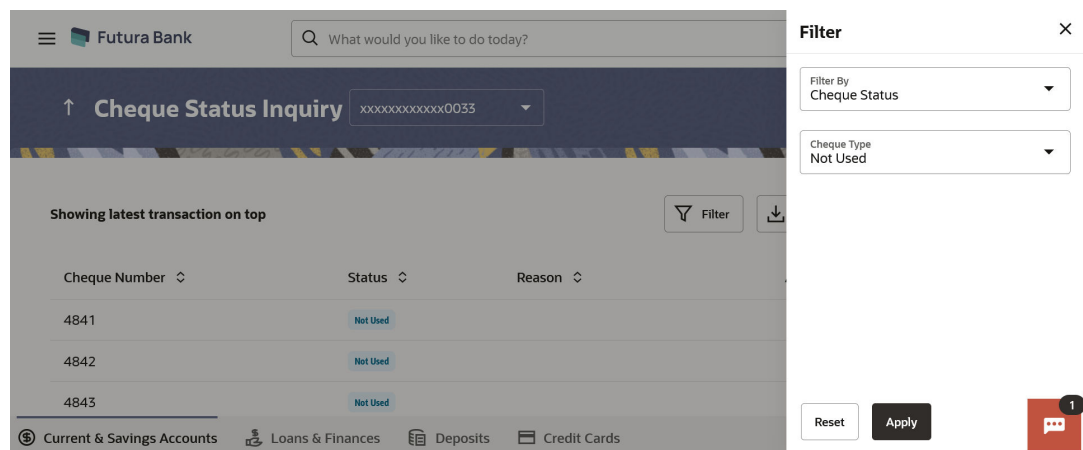 Futura Bank
What would you like to do today?
Cheque Status Inquiry
xxxxxxxxxxxx0033
Showing latest transaction on top
Filter
Cheque Number
Status
Reason
4841
Not Used
4842
Not Used
4843
Not Used
Current & Savings Accounts
Loans & Finances
Deposits
Credit Cards
Filter
Filter By
Cheque Status
Cheque Type
Not Used
Reset
Apply
1